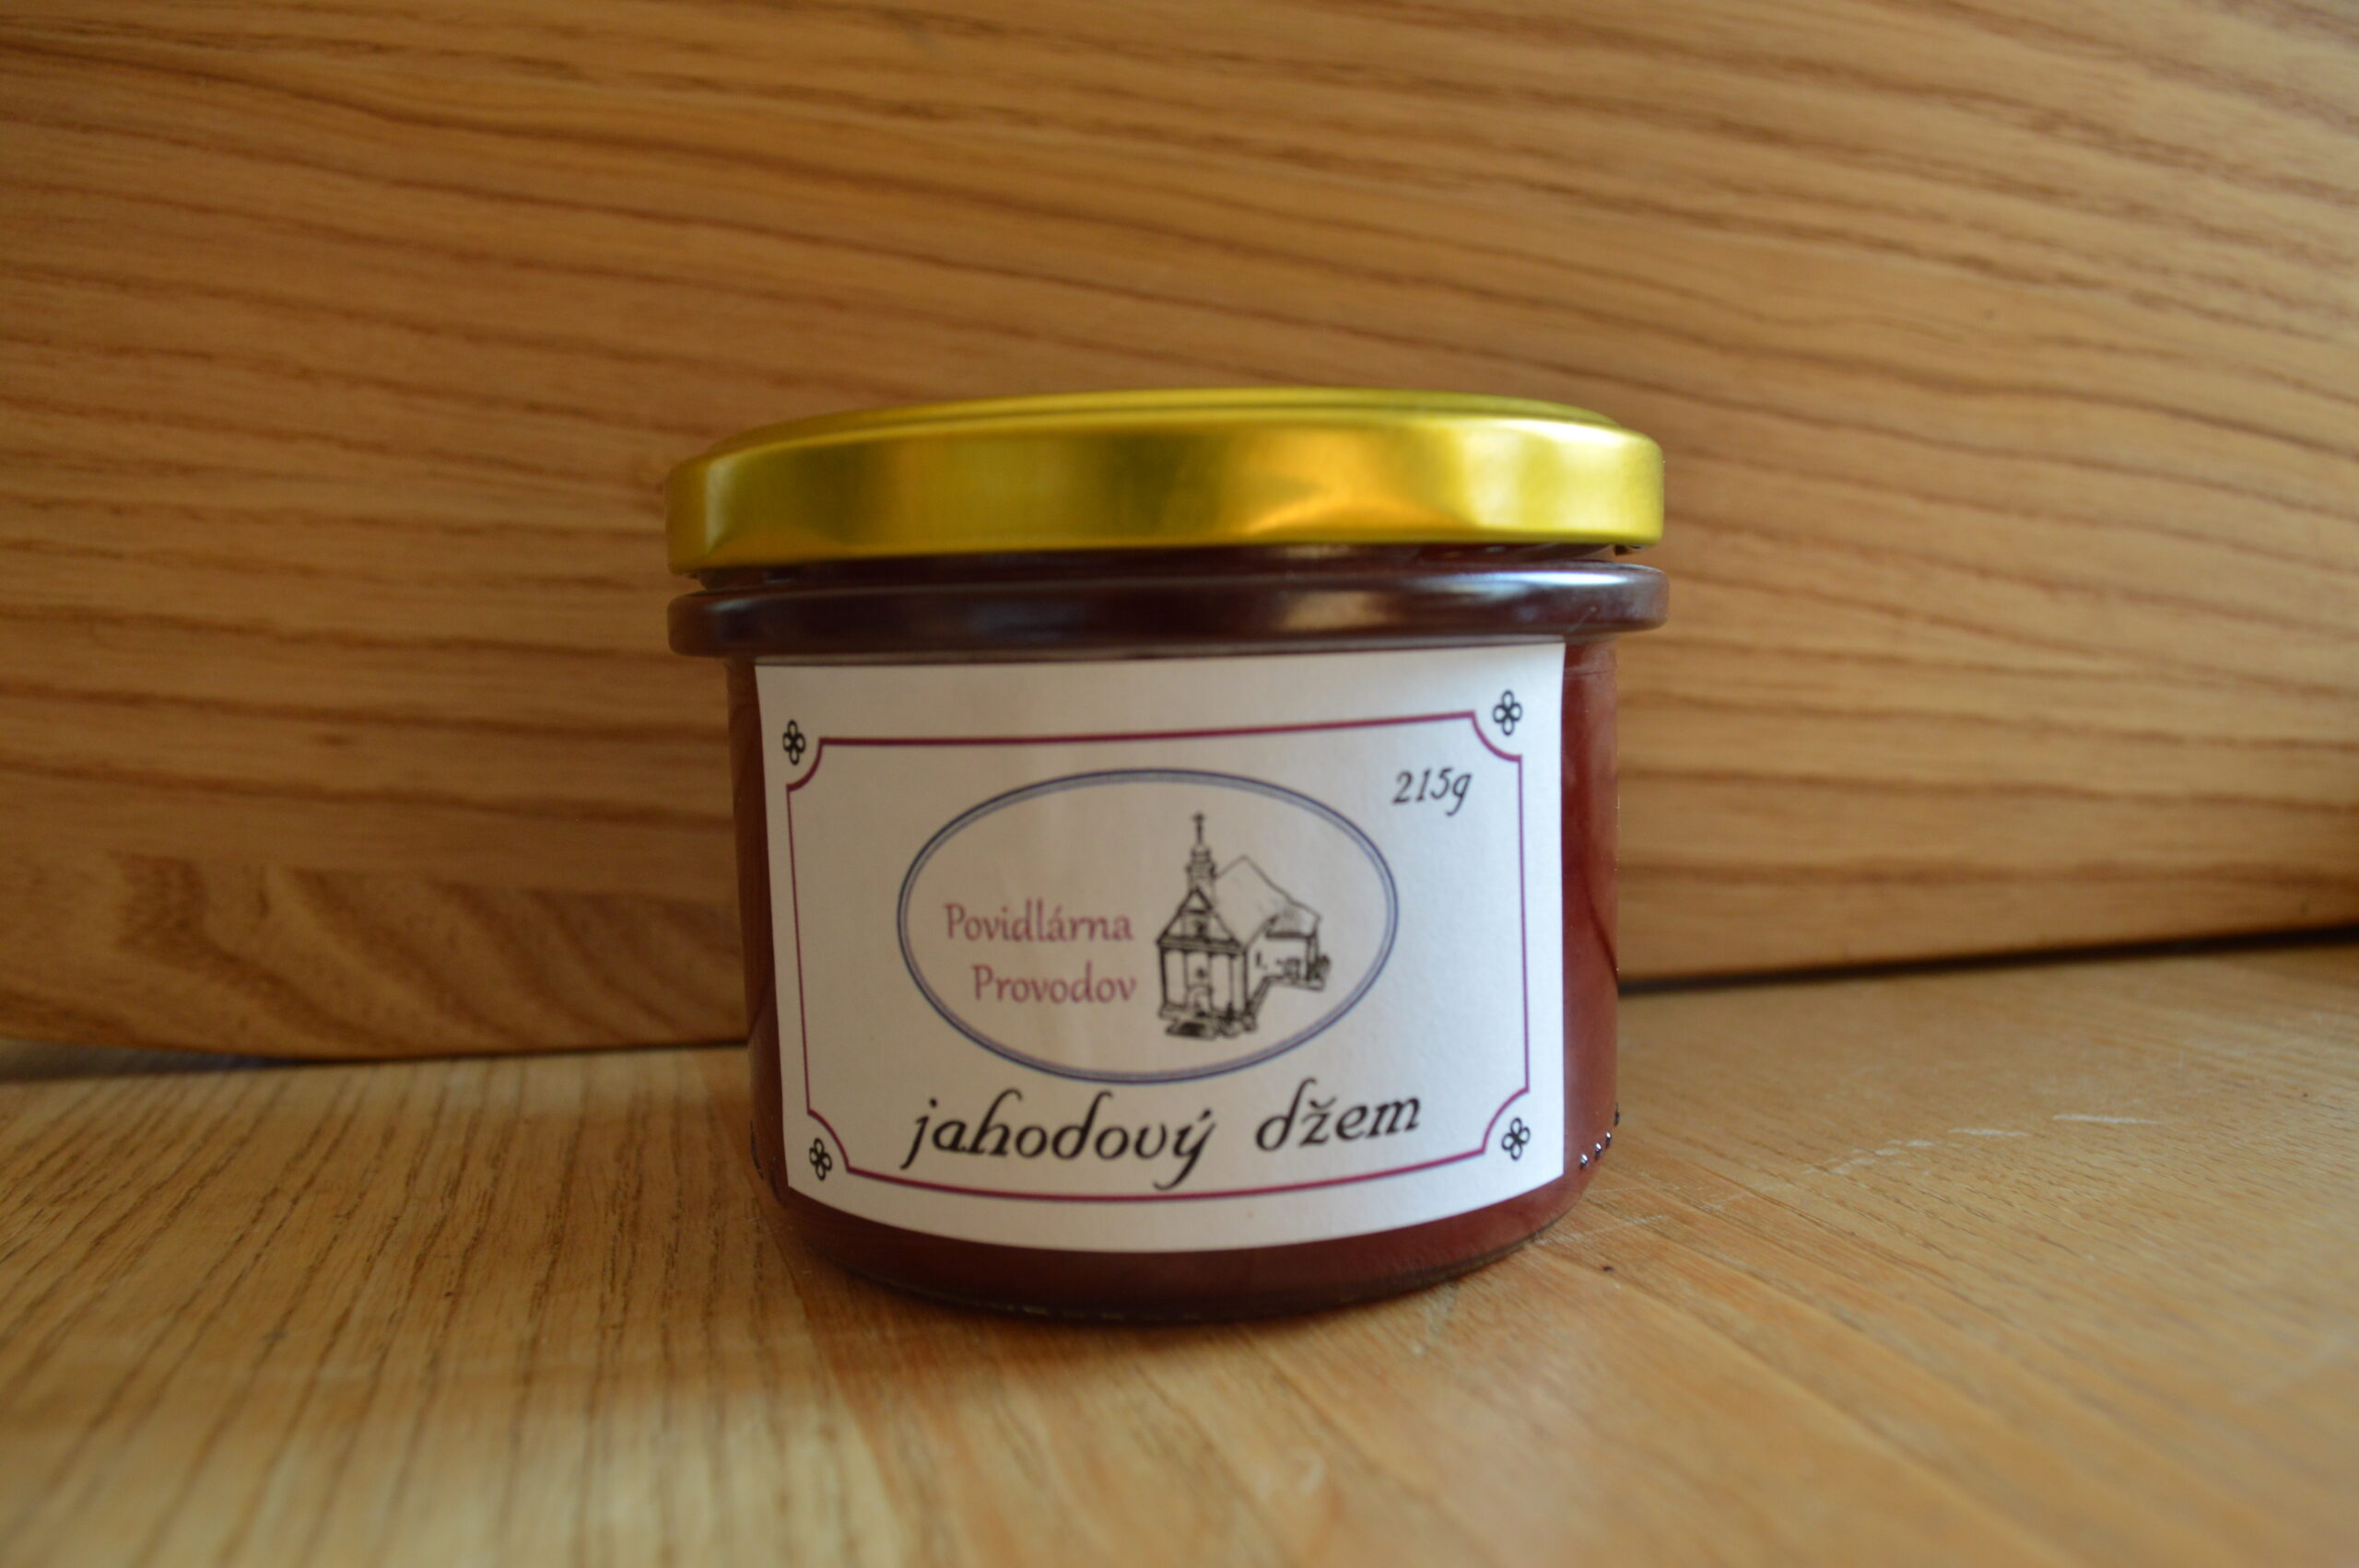 215g
Povidlárna
Provodov
jahodový džem